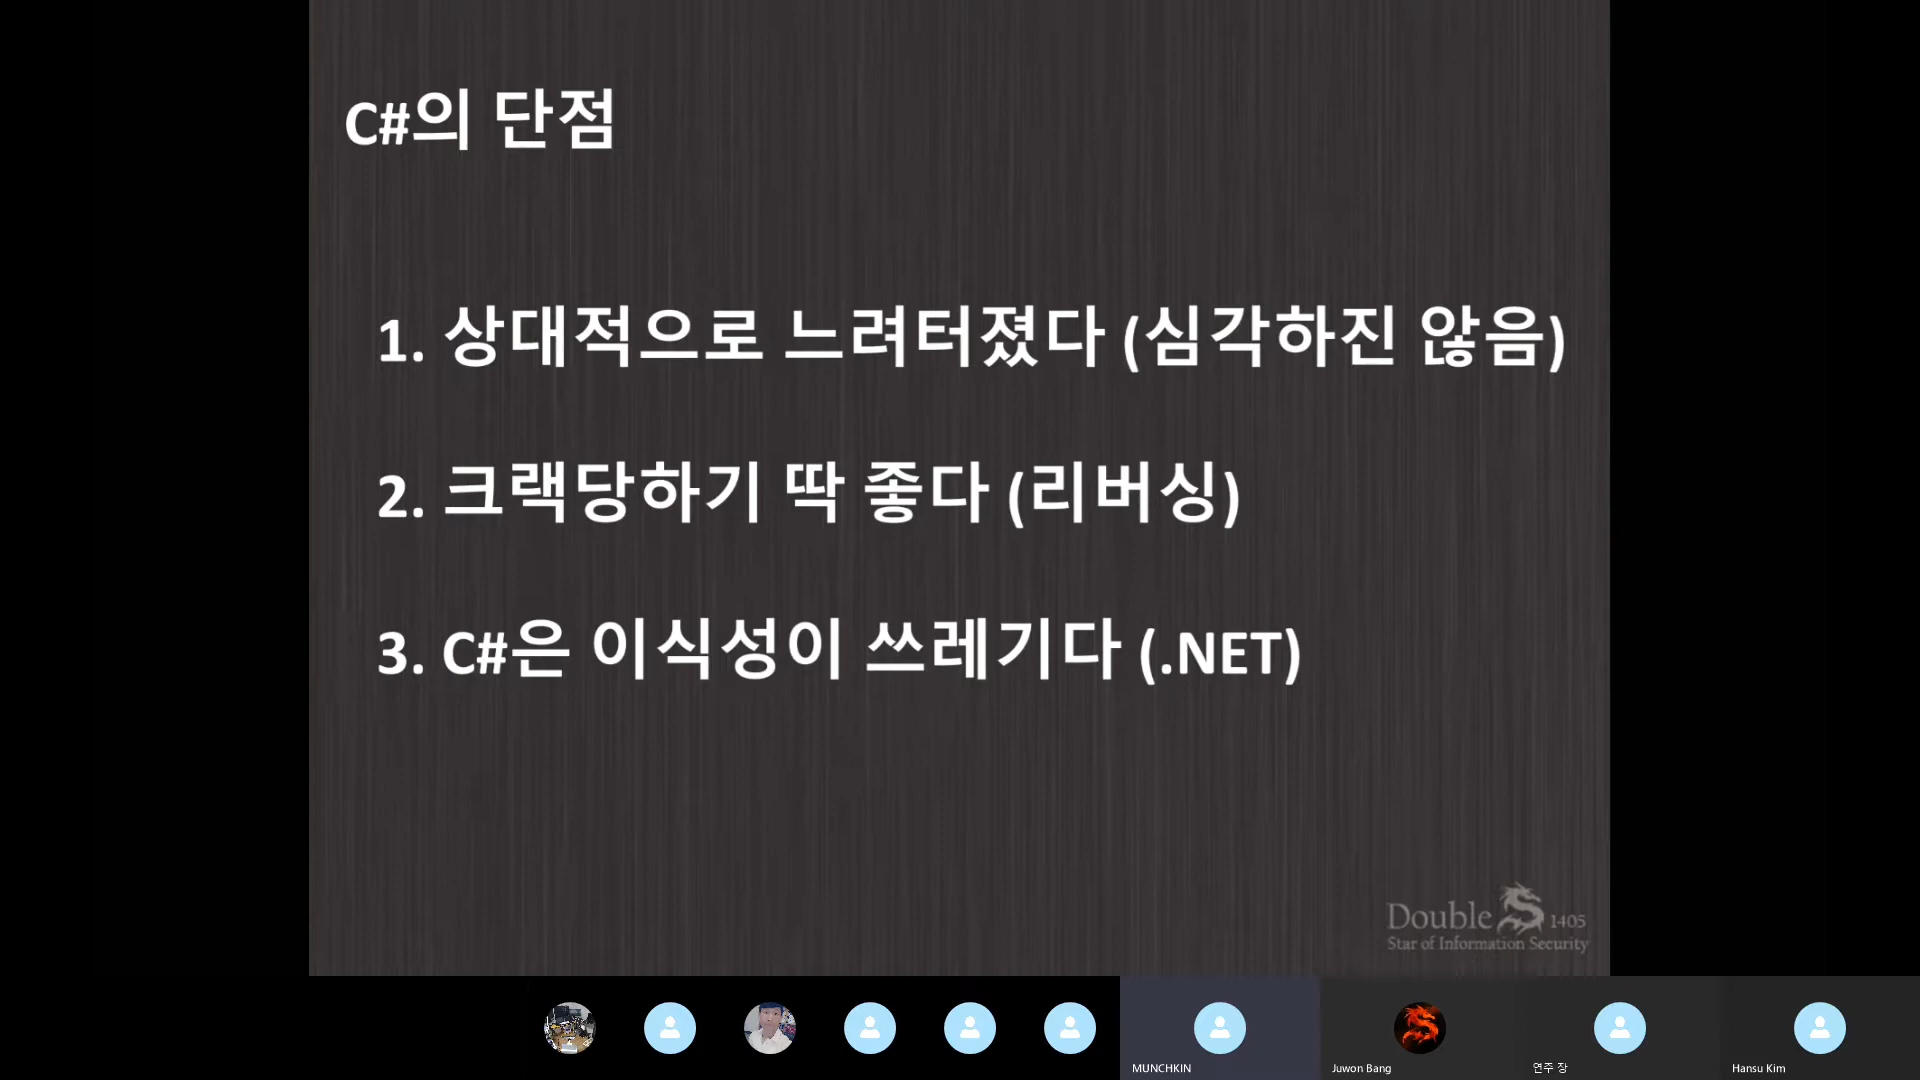 C#의 단점
1. 상대적으로 느려터졌다 (심각하진 않음)
2. 크랙당하기 딱 좋다 (리버싱)
3. C#은 이식성이 쓰레기다 (.NET)
Double S 1405
Star of Information Security
MUNCHKIN
Juwon Bang
연주 장
Hansu Kim